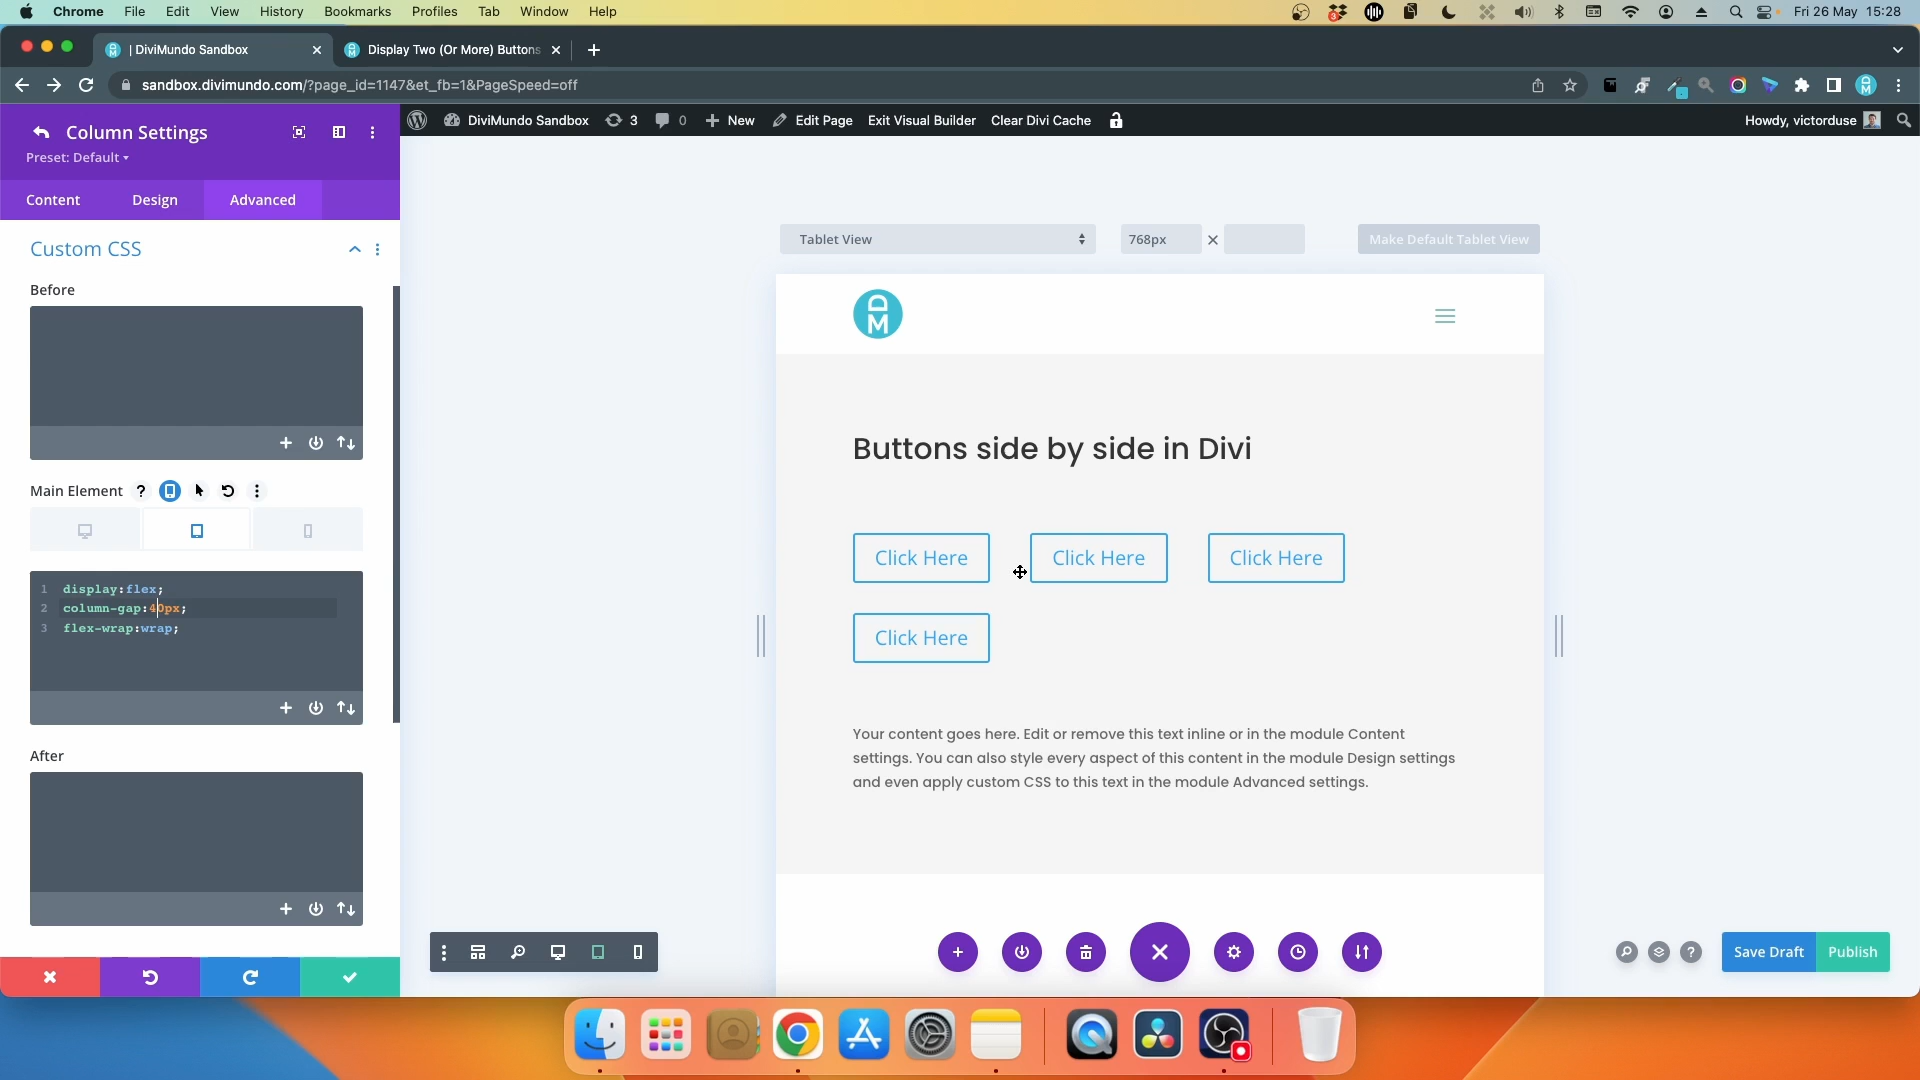 Chrome File Edit View History Bookmarks Profiles Tab Window Help
Fri 26 May 15:28
| DiviMundo Sandbox
Display Two (Or More) Buttons
sandbox.divimundo.com/?page_id=1147&et_fb=1&PageSpeed=off
DiviMundo Sandbox 3 0 New Edit Page Exit Visual Builder Clear Divi Cache
Howdy, victorduse
Column Settings
Preset: Default
Content Design Advanced
Custom CSS
Before
Main Element ?
1 display:flex;
2 column-gap:40px;
3 flex-wrap:wrap;
After
Tablet View
768px
Make Default Tablet View
DM
Buttons side by side in Divi
Click Here Click Here Click Here
Click Here
Your content goes here. Edit or remove this text inline or in the module Content
settings. You can also style every aspect of this content in the module Design settings
and even apply custom CSS to this text in the module Advanced settings.
?
Save Draft Publish